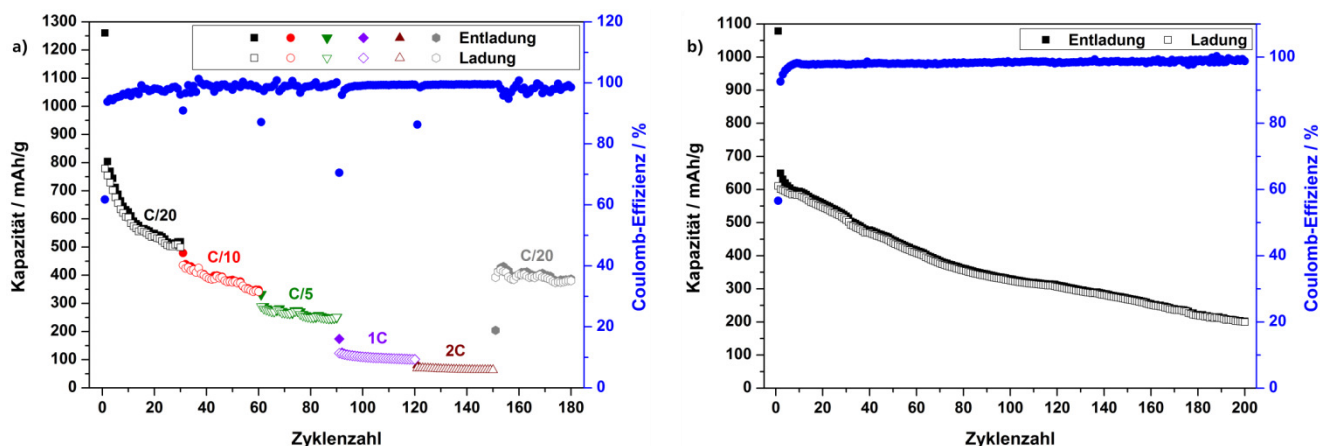 a)
Kapazität / mAh/g
1300
1200
1100
1000
900
800
700
600
500
400
300
200
100
0
Entladung
Ladung
C/20
C/10
C/5
1C
2C
C/20
120
100
80
60
40
20
0
Coulomb-Effizienz / %
0 20 40 60 80 100 120 140 160 180
Zyklenzahl
b)
Kapazität / mAh/g
1100
1000
900
800
700
600
500
400
300
200
100
0
Entladung Ladung
100
80
60
40
20
0
Coulomb-Effizienz / %
0 20 40 60 80 100 120 140 160 180 200
Zyklenzahl